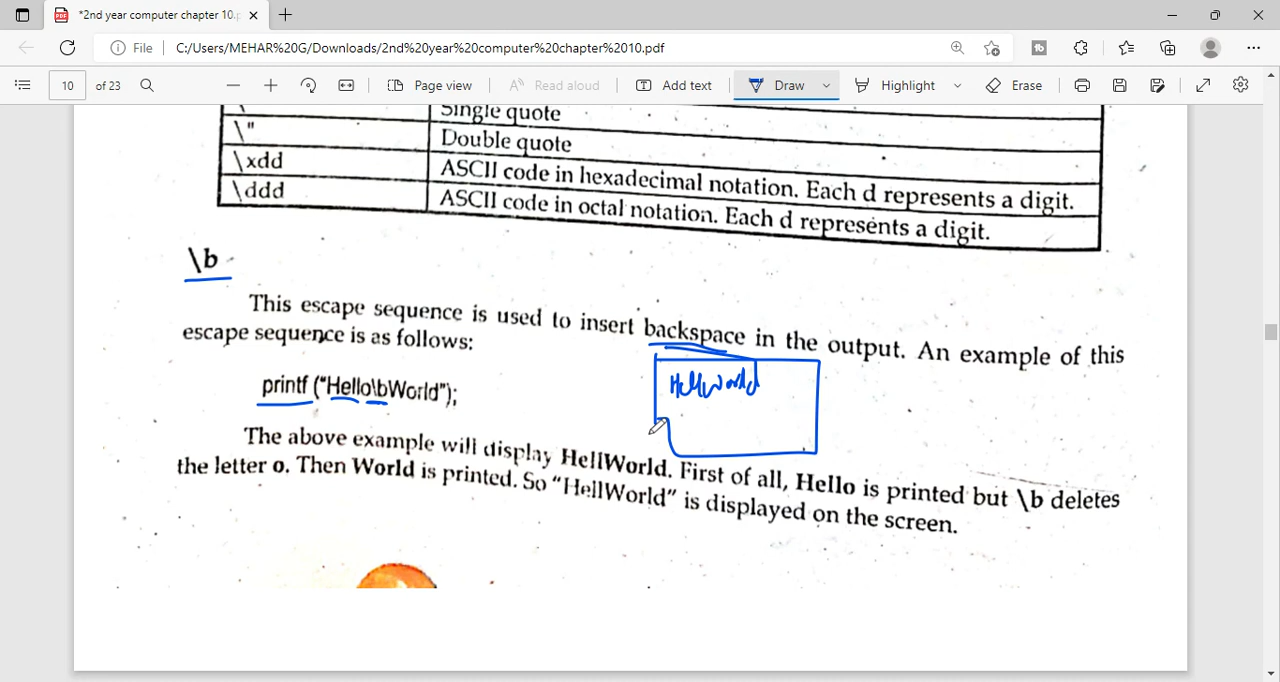 *2nd year computer chapter 10.p
File
C:/Users/MEHAR%20G/Downloads/2nd%20year%20computer%20chapter%2010.pdf
10 of 23
Page view
Read aloud
Add text
Draw
Highlight
Erase
Single quote
\" Double quote
\xdd ASCII code in hexadecimal notation. Each d represents a digit.
\ddd ASCII code in octal notation. Each d represents a digit.
\b
This escape sequence is used to insert backspace in the output. An example of this
escape sequence is as follows:
printf ("Hello\bWorld");
HellWorld
The above example will display HellWorld. First of all, Hello is printed but \b deletes
the letter o. Then World is printed. So "HellWorld" is displayed on the screen.